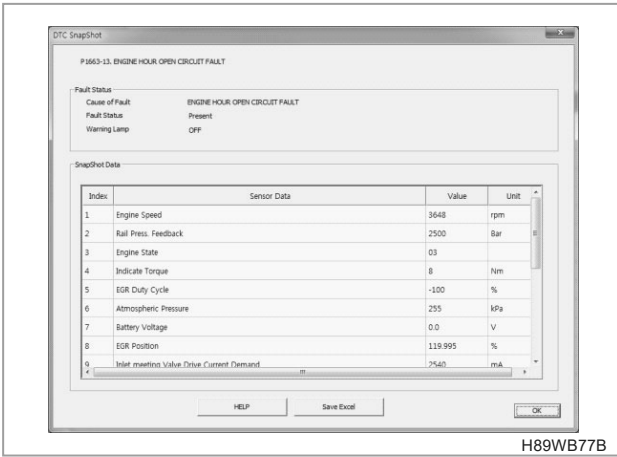 DTC SnapShot
P1663-13. ENGINE HOUR OPEN CIRCUIT FAULT
Fault Status
Cause of Fault ENGINE HOUR OPEN CIRCUIT FAULT
Fault Status Present
Warning Lamp OFF
SnapShot Data
Index Sensor Data Value Unit
1 Engine Speed 3648 rpm
2 Rail Press. Feedback 2500 Bar
3 Engine State 03
4 Indicate Torque 8 Nm
5 EGR Duty Cycle -100 %
6 Atmospheric Pressure 255 kPa
7 Battery Voltage 0.0 V
8 EGR Position 119.995 %
9 Inlet meeting Valve Drive Current Demand 2540 mA
HELP Save Excel OK
H89WB77B